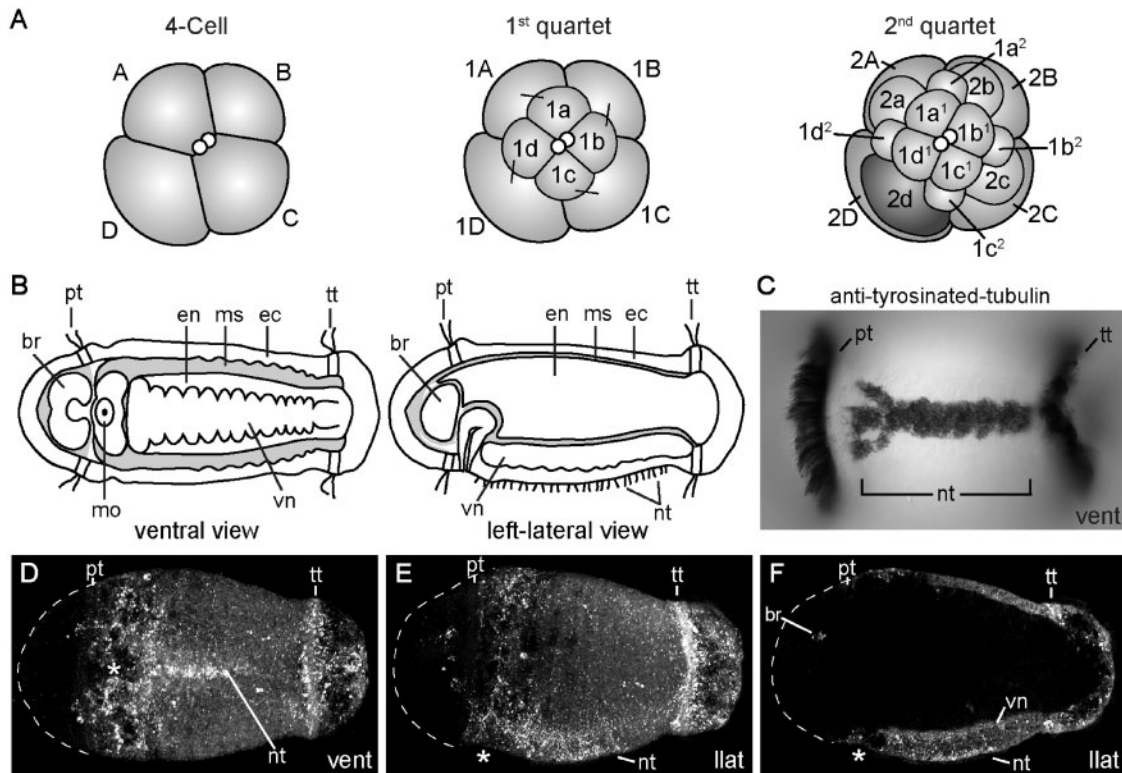 A
4-Cell
1st quartet
2nd quartet
A
B
D
C
1A
1B
1a
1b
1d
1c
1D
1C
2A
1a²
2B
2b
2a
1a¹
1d²
1b¹
1b²
1d¹
1c¹
2c
2d
2D
2C
1c²
B
pt
en
ms
ec
tt
br
mo
vn
ventral view
pt
en
ms
ec
tt
br
vn
nt
left-lateral view
C
anti-tyrosinated-tubulin
pt
tt
nt
vent
D
pt
tt
*
nt
vent
E
pt
tt
*
nt
llat
F
pt
tt
br
vn
*
nt
llat